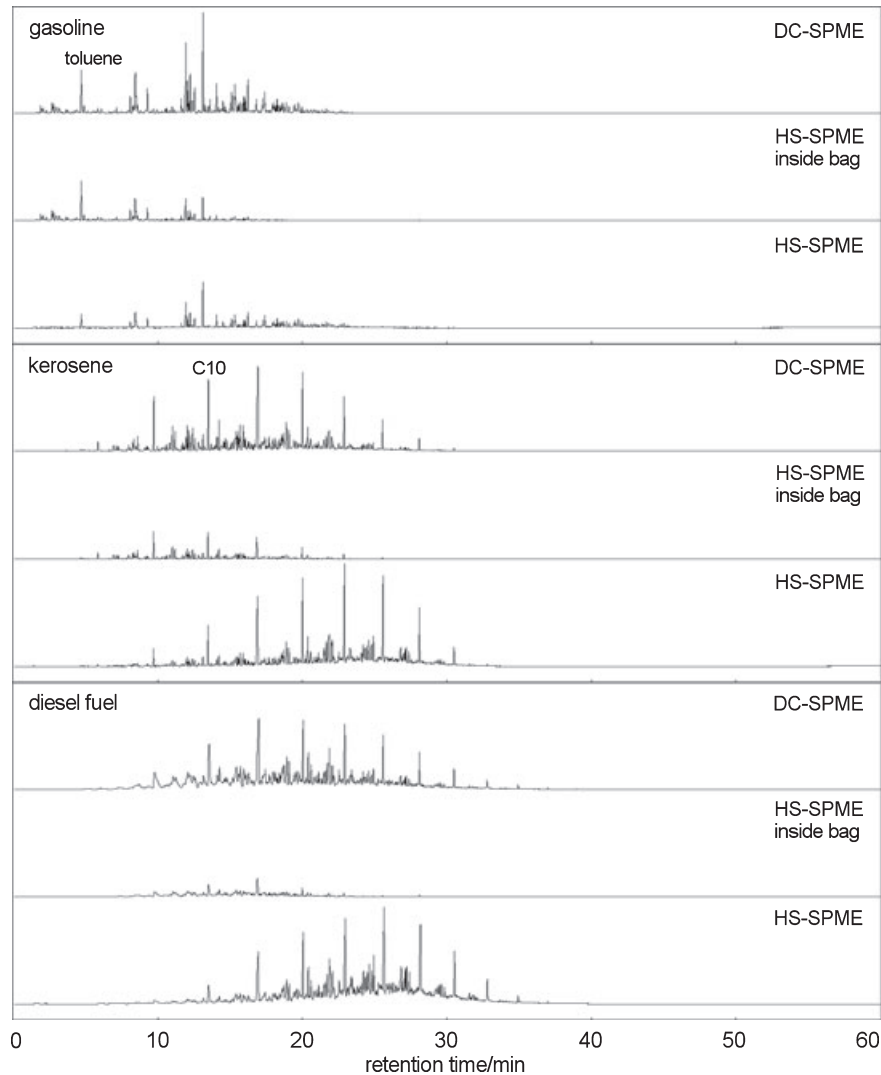 gasoline
DC-SPME
toluene
HS-SPME
inside bag
HS-SPME
kerosene
C10
DC-SPME
HS-SPME
inside bag
HS-SPME
diesel fuel
DC-SPME
HS-SPME
inside bag
HS-SPME
0 10 20 30 40 50 60
retention time/min